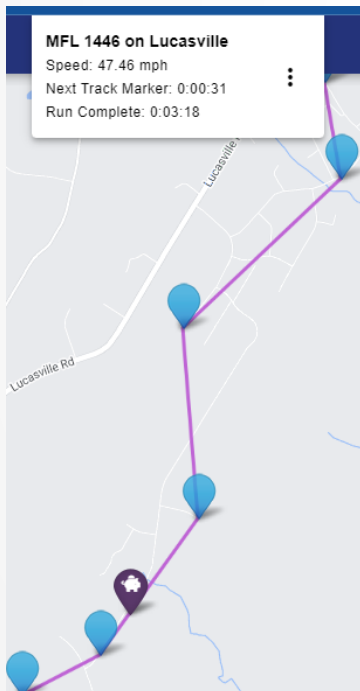 MFL 1446 on Lucasville
Speed: 47.46 mph
Next Track Marker: 0:00:31
Run Complete: 0:03:18
Lucasville
Lucasville Rd